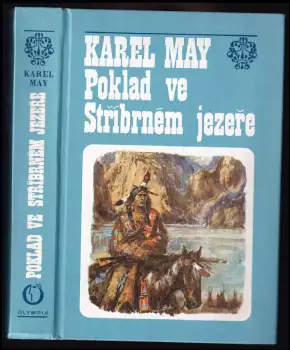 KAREL MAY
Poklad ve
Stříbrném jezeře
KAREL
MAY
POKLAD VE STŘÍBRNÉM JEZEŘE
OLYMPIA